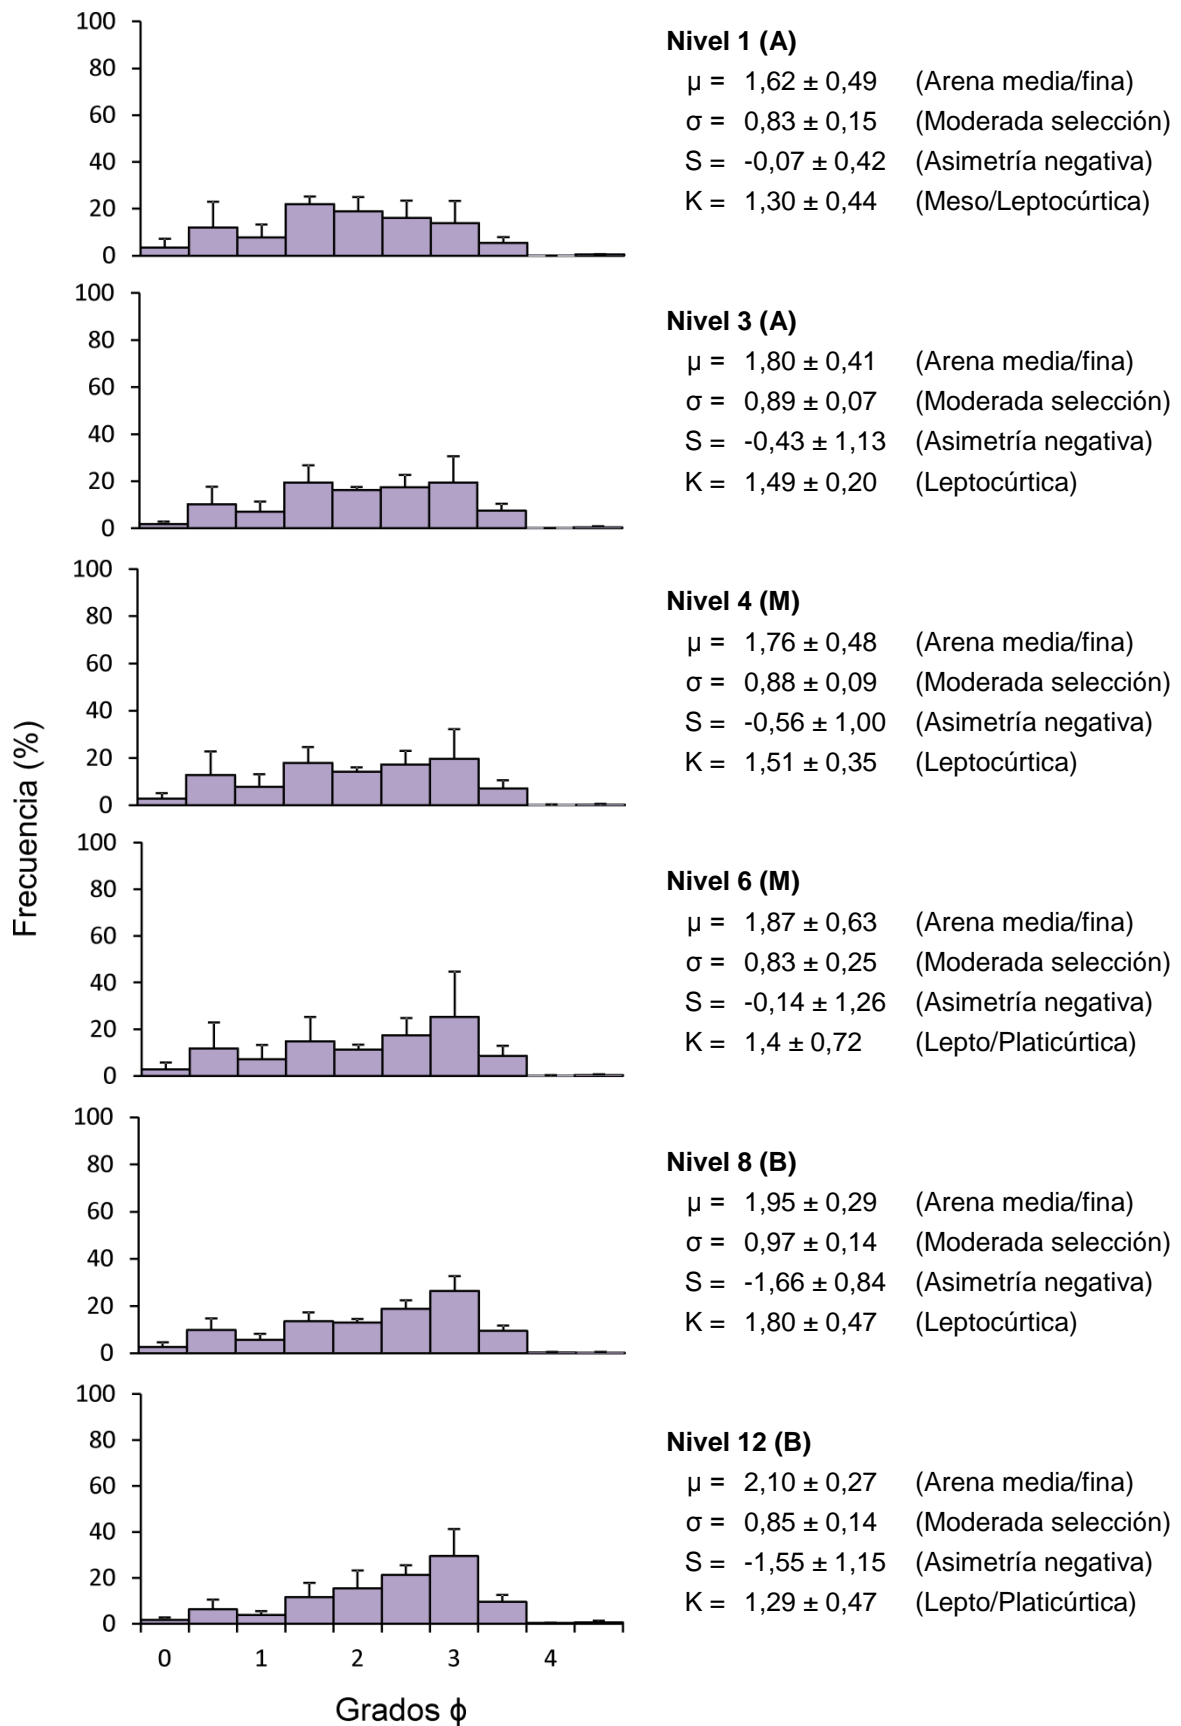 Frecuencia (%)
100
80
60
40
20
0
Nivel 1 (A)
μ = 1,62 ± 0,49 (Arena media/fina)
σ = 0,83 ± 0,15 (Moderada selección)
S = -0,07 ± 0,42 (Asimetría negativa)
K = 1,30 ± 0,44 (Meso/Leptocúrtica)
100
80
60
40
20
0
Nivel 3 (A)
μ = 1,80 ± 0,41 (Arena media/fina)
σ = 0,89 ± 0,07 (Moderada selección)
S = -0,43 ± 1,13 (Asimetría negativa)
K = 1,49 ± 0,20 (Leptocúrtica)
100
80
60
40
20
0
Nivel 4 (M)
μ = 1,76 ± 0,48 (Arena media/fina)
σ = 0,88 ± 0,09 (Moderada selección)
S = -0,56 ± 1,00 (Asimetría negativa)
K = 1,51 ± 0,35 (Leptocúrtica)
100
80
60
40
20
0
Nivel 6 (M)
μ = 1,87 ± 0,63 (Arena media/fina)
σ = 0,83 ± 0,25 (Moderada selección)
S = -0,14 ± 1,26 (Asimetría negativa)
K = 1,4 ± 0,72 (Lepto/Platicúrtica)
100
80
60
40
20
0
Nivel 8 (B)
μ = 1,95 ± 0,29 (Arena media/fina)
σ = 0,97 ± 0,14 (Moderada selección)
S = -1,66 ± 0,84 (Asimetría negativa)
K = 1,80 ± 0,47 (Leptocúrtica)
100
80
60
40
20
0
Nivel 12 (B)
μ = 2,10 ± 0,27 (Arena media/fina)
σ = 0,85 ± 0,14 (Moderada selección)
S = -1,55 ± 1,15 (Asimetría negativa)
K = 1,29 ± 0,47 (Lepto/Platicúrtica)
0 1 2 3 4
Grados ϕ